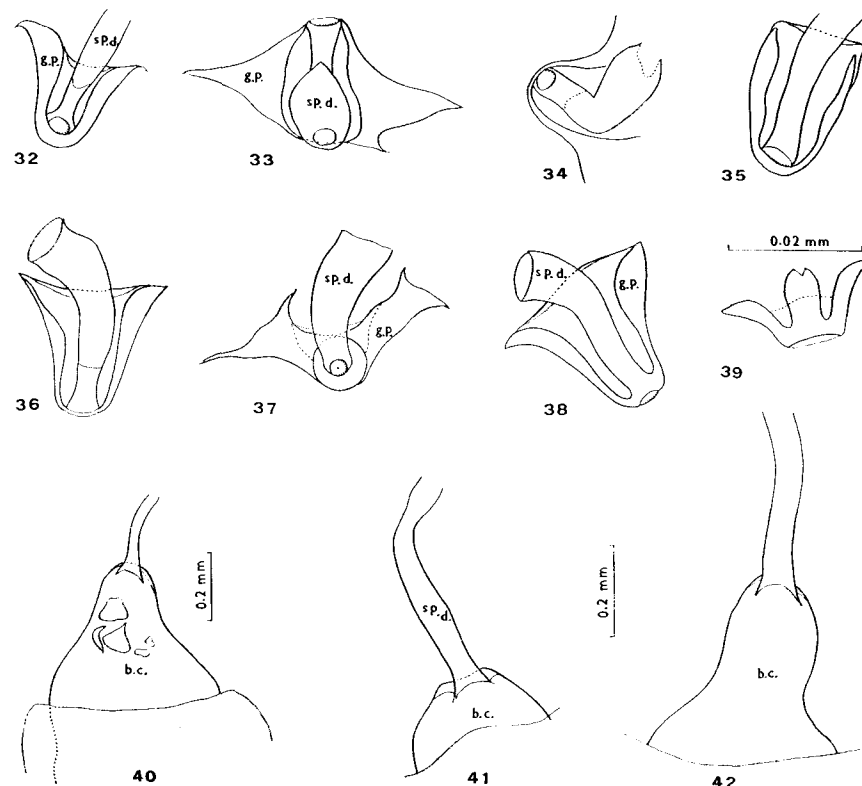 sp.d.
g.p.
32
g.p.
sp.d.
33
34
35
36
sp.d.
g.p.
37
sp.d.
g.p.
38
0.02 mm
39
b.c.
0.2 mm
40
sp.d.
b.c.
41
0.2 mm
b.c.
42